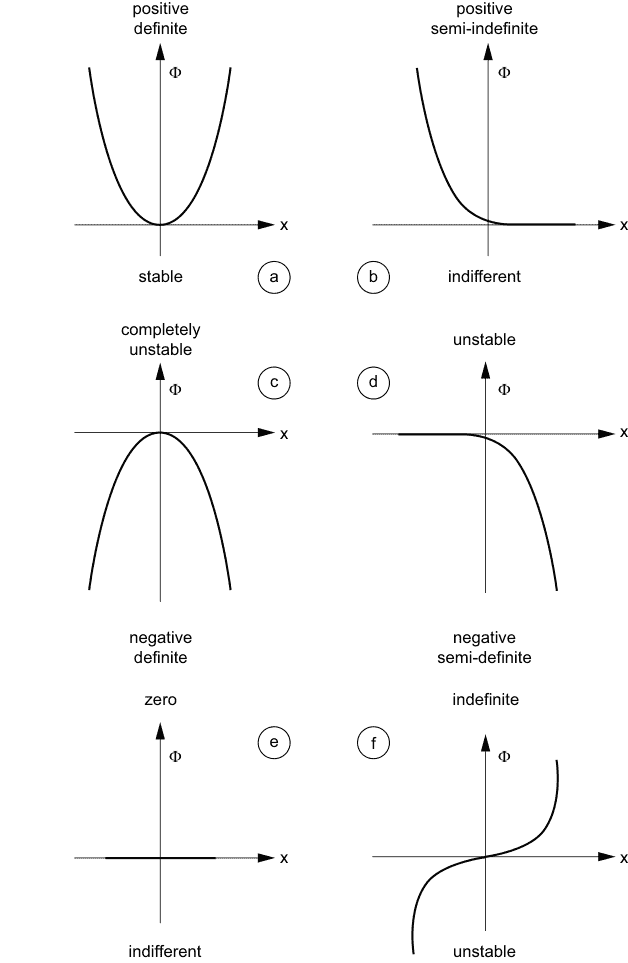 positive
definite
Φ
x
stable
a
positive
semi-indefinite
Φ
x
b
indifferent
completely
unstable
Φ
c
x
negative
definite
unstable
d
Φ
x
negative
semi-definite
zero
e
Φ
x
indifferent
indefinite
f
Φ
x
unstable